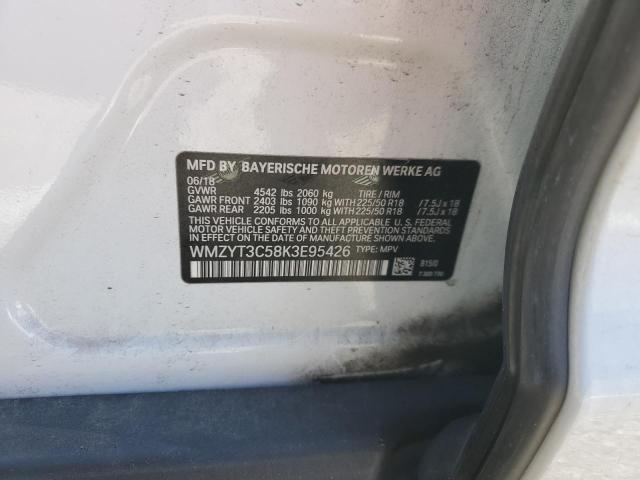 MFD BY BAYERISCHE MOTOREN WERKE AG
06/18
GVWR 4542 lbs 2060 kg TIRE / RIM
GAWR FRONT 2403 lbs 1090 kg WITH 225/50 R18 /7.5J x 18
GAWR REAR 2205 lbs 1000 kg WITH 225/50 R18 /7.5J x 18
THIS VEHICLE CONFORMS TO ALL APPLICABLE U.S. FEDERAL
MOTOR VEHICLE SAFETY, BUMPER, AND THEFT PREVENTION
STANDARDS IN EFFECT ON THE DATE OF MANUFACTURE SHOWN ABOVE.
WMZYT3C58K3E95426 TYPE: MPV